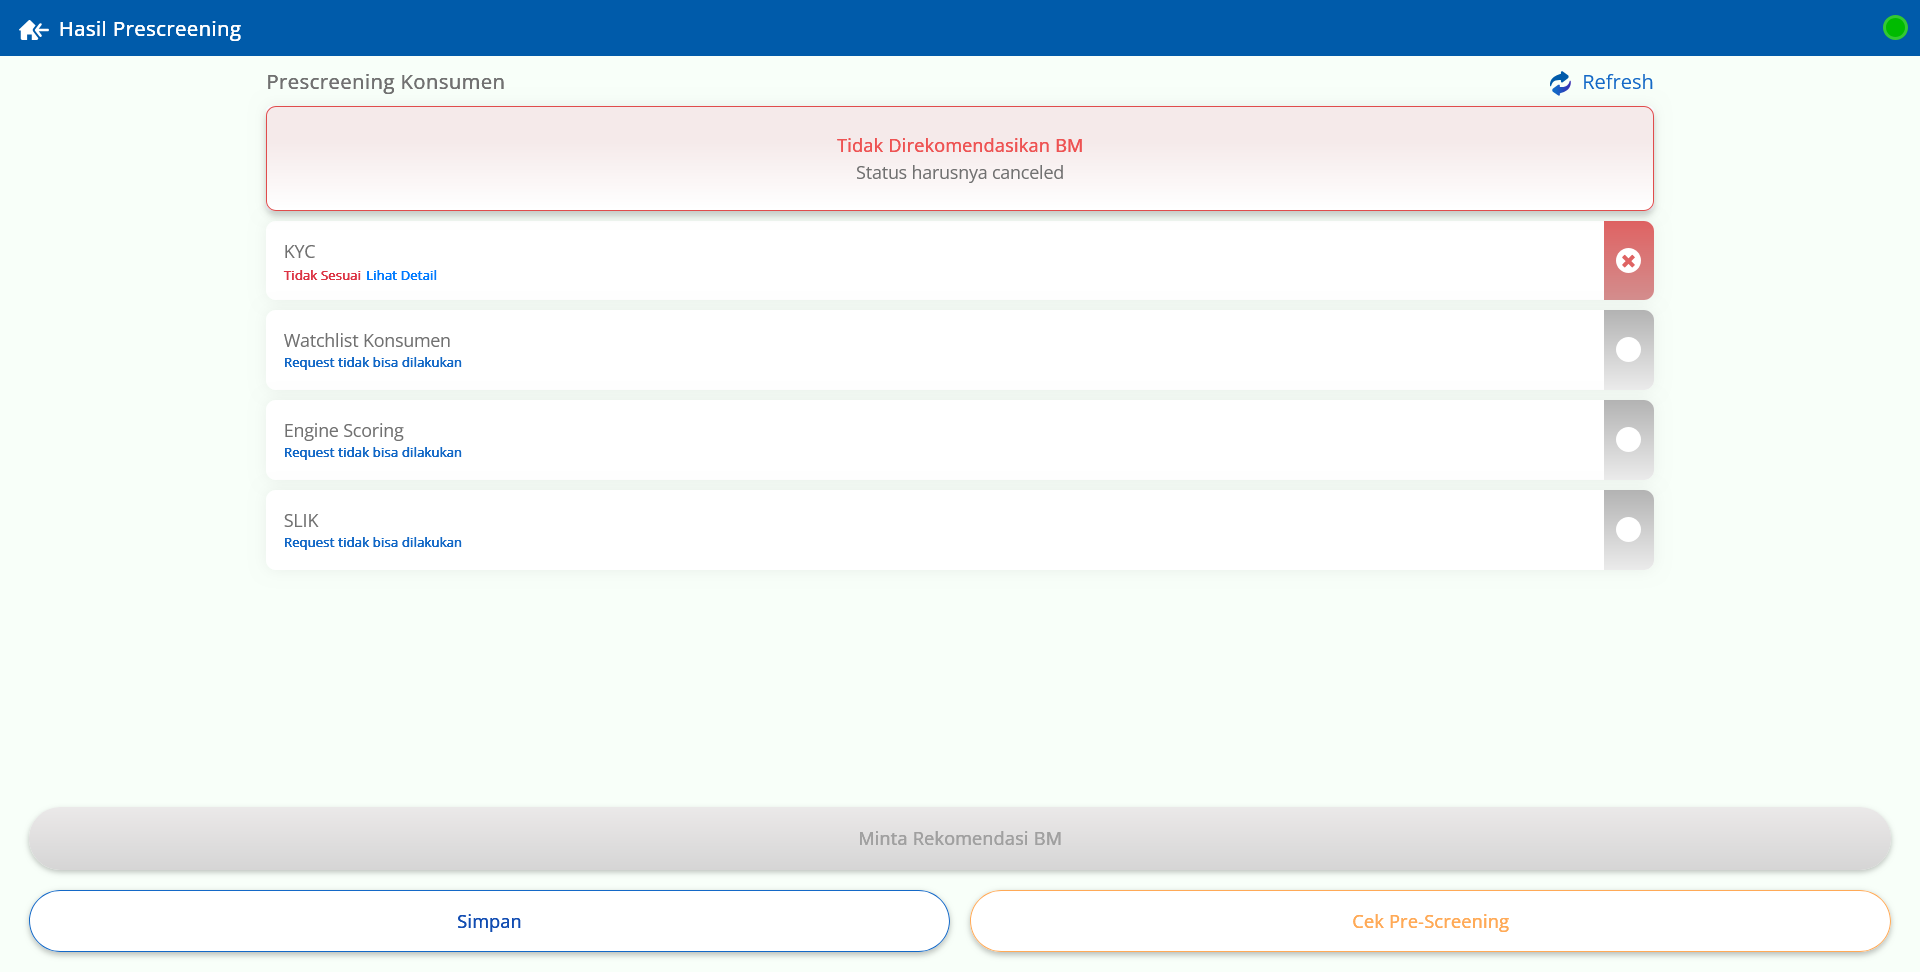 Hasil Prescreening
Prescreening Konsumen
Refresh
Tidak Direkomendasikan BM
Status harusnya canceled
KYC
Tidak Sesuai Lihat Detail
Watchlist Konsumen
Request tidak bisa dilakukan
Engine Scoring
Request tidak bisa dilakukan
SLIK
Request tidak bisa dilakukan
Minta Rekomendasi BM
Simpan
Cek Pre-Screening